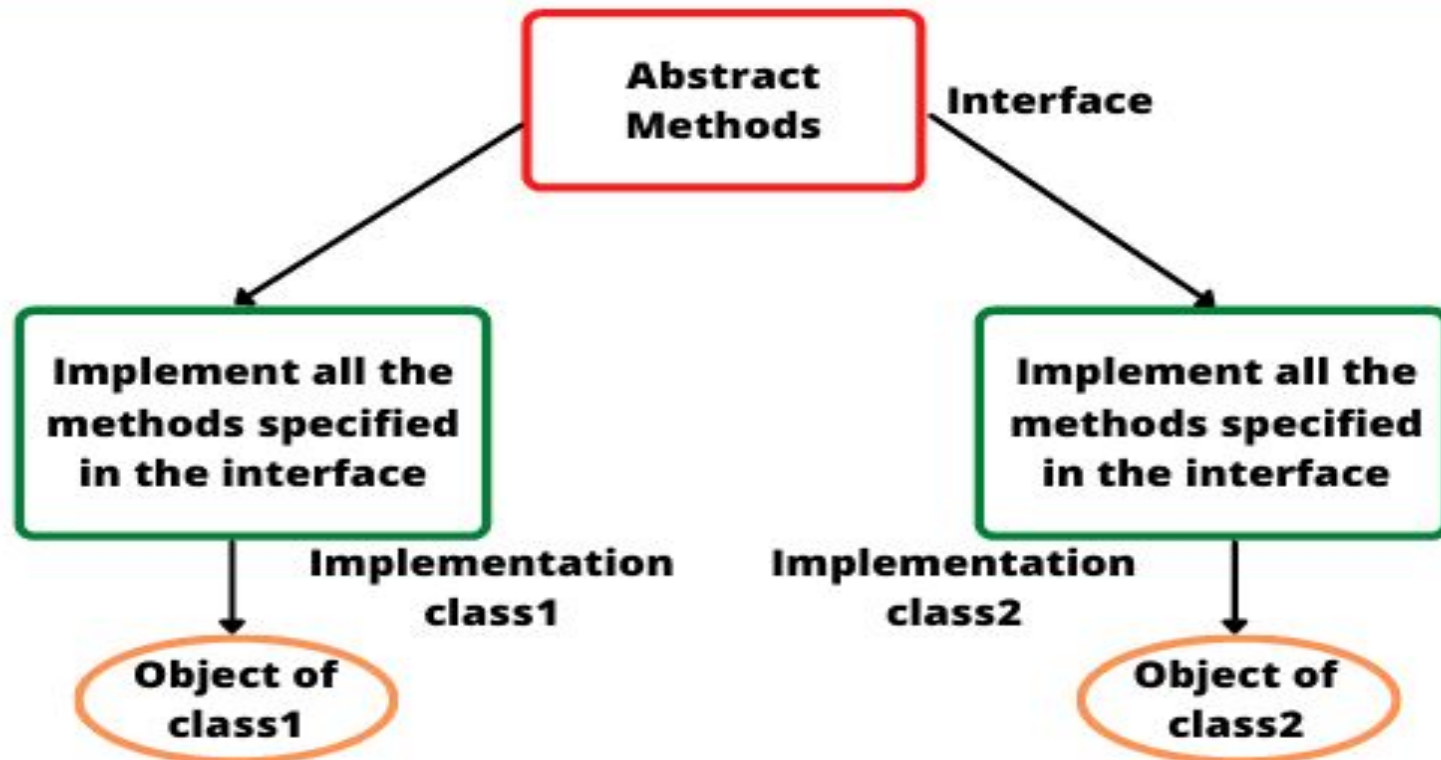 Abstract
Methods
Interface
Implement all the
methods specified
in the interface
Implement all the
methods specified
in the interface
Implementation
class1
Implementation
class2
Object of
class1
Object of
class2